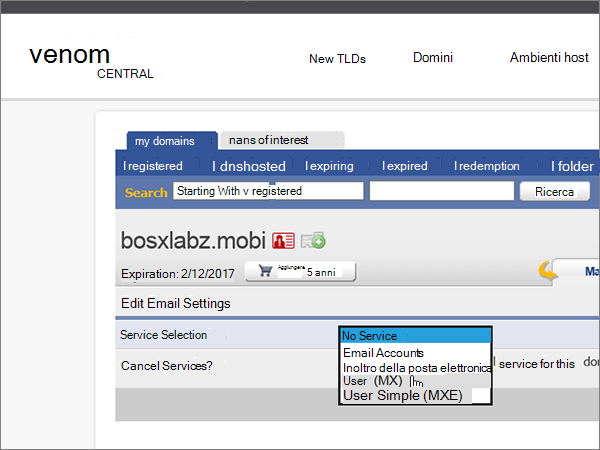 venom
CENTRAL
New TLDs Domini Ambienti host
my domains nans of interest
I registered I dnshosted I expiring I expired I redemption I folder
Search Starting With v registered Ricerca
bosxlabz.mobi
Expiration: 2/12/2017 Aggiungere 5 anni Ma
Edit Email Settings
Service Selection No Service
Email Accounts
Cancel Services? Inoltro della posta elettronica l service for this do
User (MX)
User Simple (MXE)